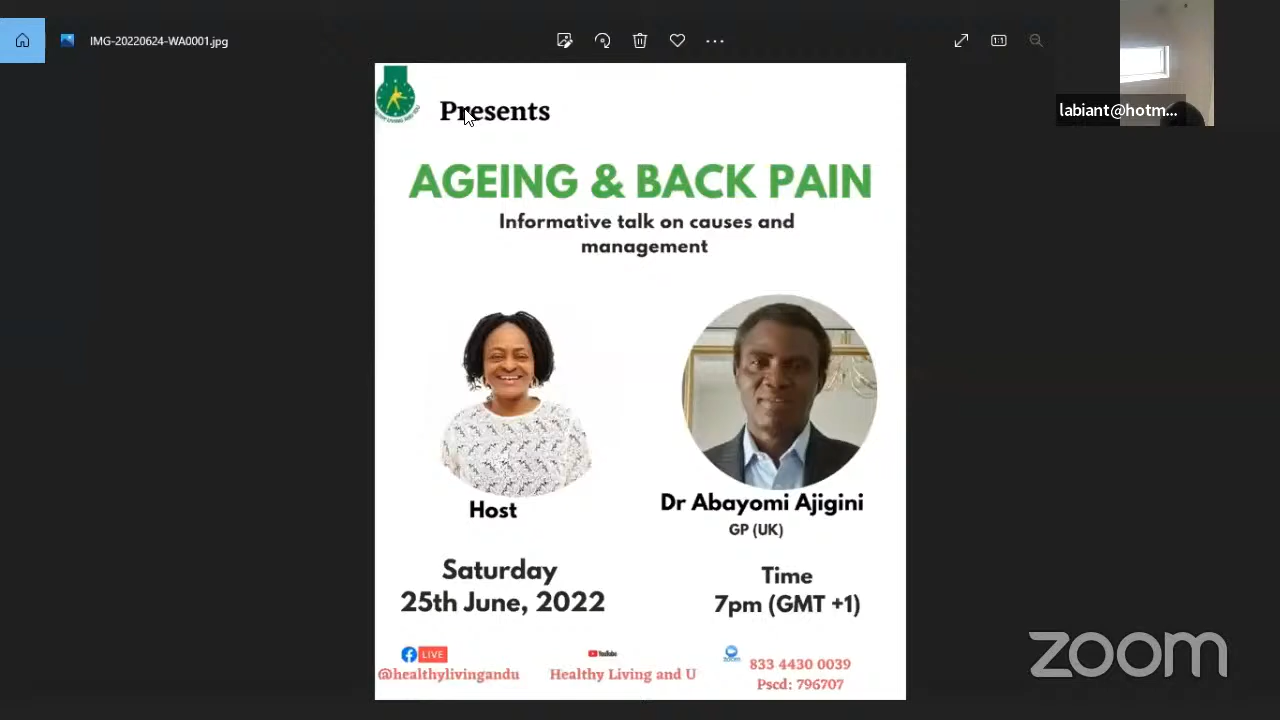 IMG-20220624-WA0001.jpg
labiant@hotm...
Presents
AGEING & BACK PAIN
Informative talk on causes and
management
Host
Dr Abayomi Ajigini
GP (UK)
Saturday
25th June, 2022
Time
7pm (GMT +1)
LIVE
@healthylivingandu
YouTube
Healthy Living and U
833 4430 0039
Pscd: 796707
zoom